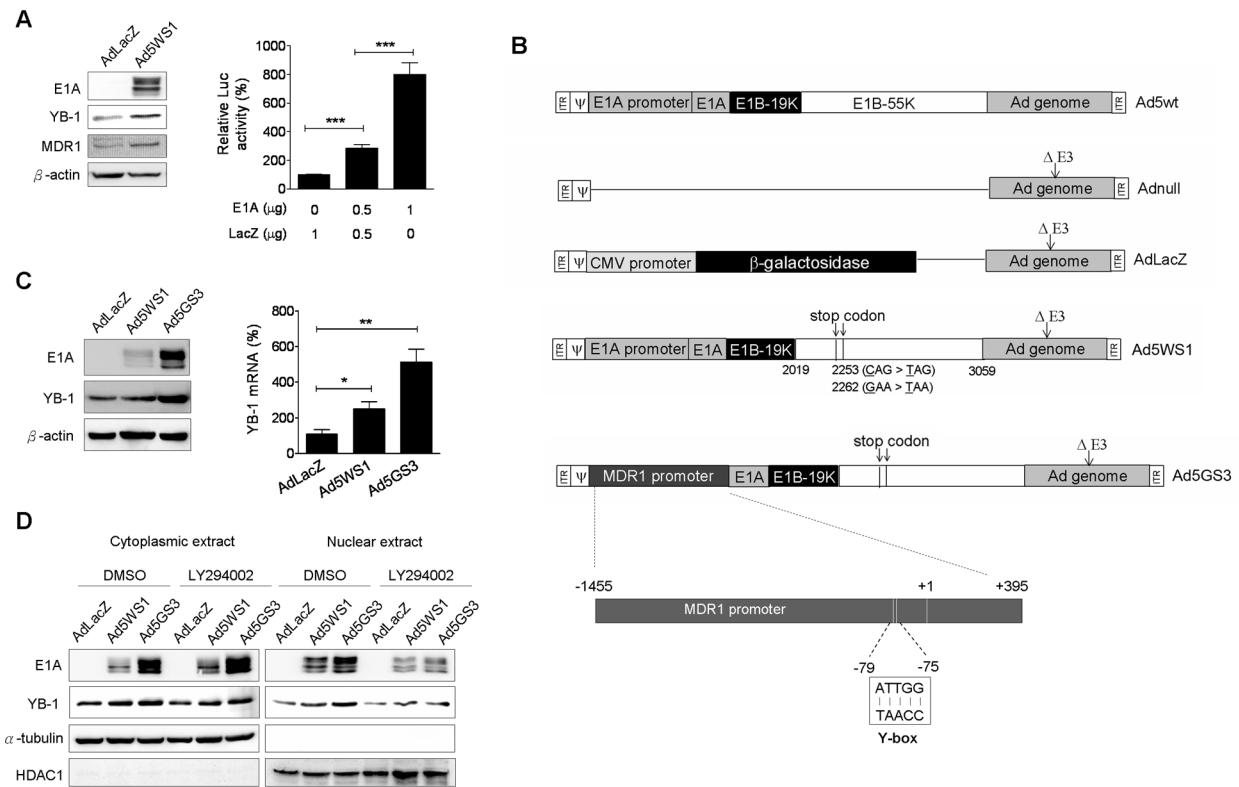 A
AdLacZ
Ad5WS1
E1A
YB-1
MDR1
β-actin
Relative Luc
activity (%)
1000
800
600
400
200
0
***
***
E1A (μg) 0 0.5 1
LacZ (μg) 1 0.5 0
B
ITR Ψ E1A promoter E1A E1B-19K E1B-55K Ad genome ITR Ad5wt
Δ E3
ITR Ψ Ad genome ITR Adnull
Δ E3
ITR Ψ CMV promoter β-galactosidase Ad genome ITR AdLacZ
stop codon Δ E3
ITR Ψ E1A promoter E1A E1B-19K Ad genome ITR Ad5WS1
2019 2253 (CAG > TAG) 3059
2262 (GAA > TAA)
stop codon Δ E3
ITR Ψ MDR1 promoter E1A E1B-19K Ad genome ITR Ad5GS3
-1455 +1 +395
MDR1 promoter
-79 -75
ATTGG
TAACC
Y-box
C
AdLacZ
Ad5WS1
Ad5GS3
E1A
YB-1
β-actin
YB-1 mRNA (%)
800
600
400
200
0
**
*
AdLacZ
Ad5WS1
Ad5GS3
D
Cytoplasmic extract Nuclear extract
DMSO LY294002 DMSO LY294002
AdLacZ Ad5WS1 Ad5GS3 AdLacZ Ad5WS1 Ad5GS3 AdLacZ Ad5WS1 Ad5GS3 AdLacZ Ad5WS1 Ad5GS3
E1A
YB-1
α-tubulin
HDAC1